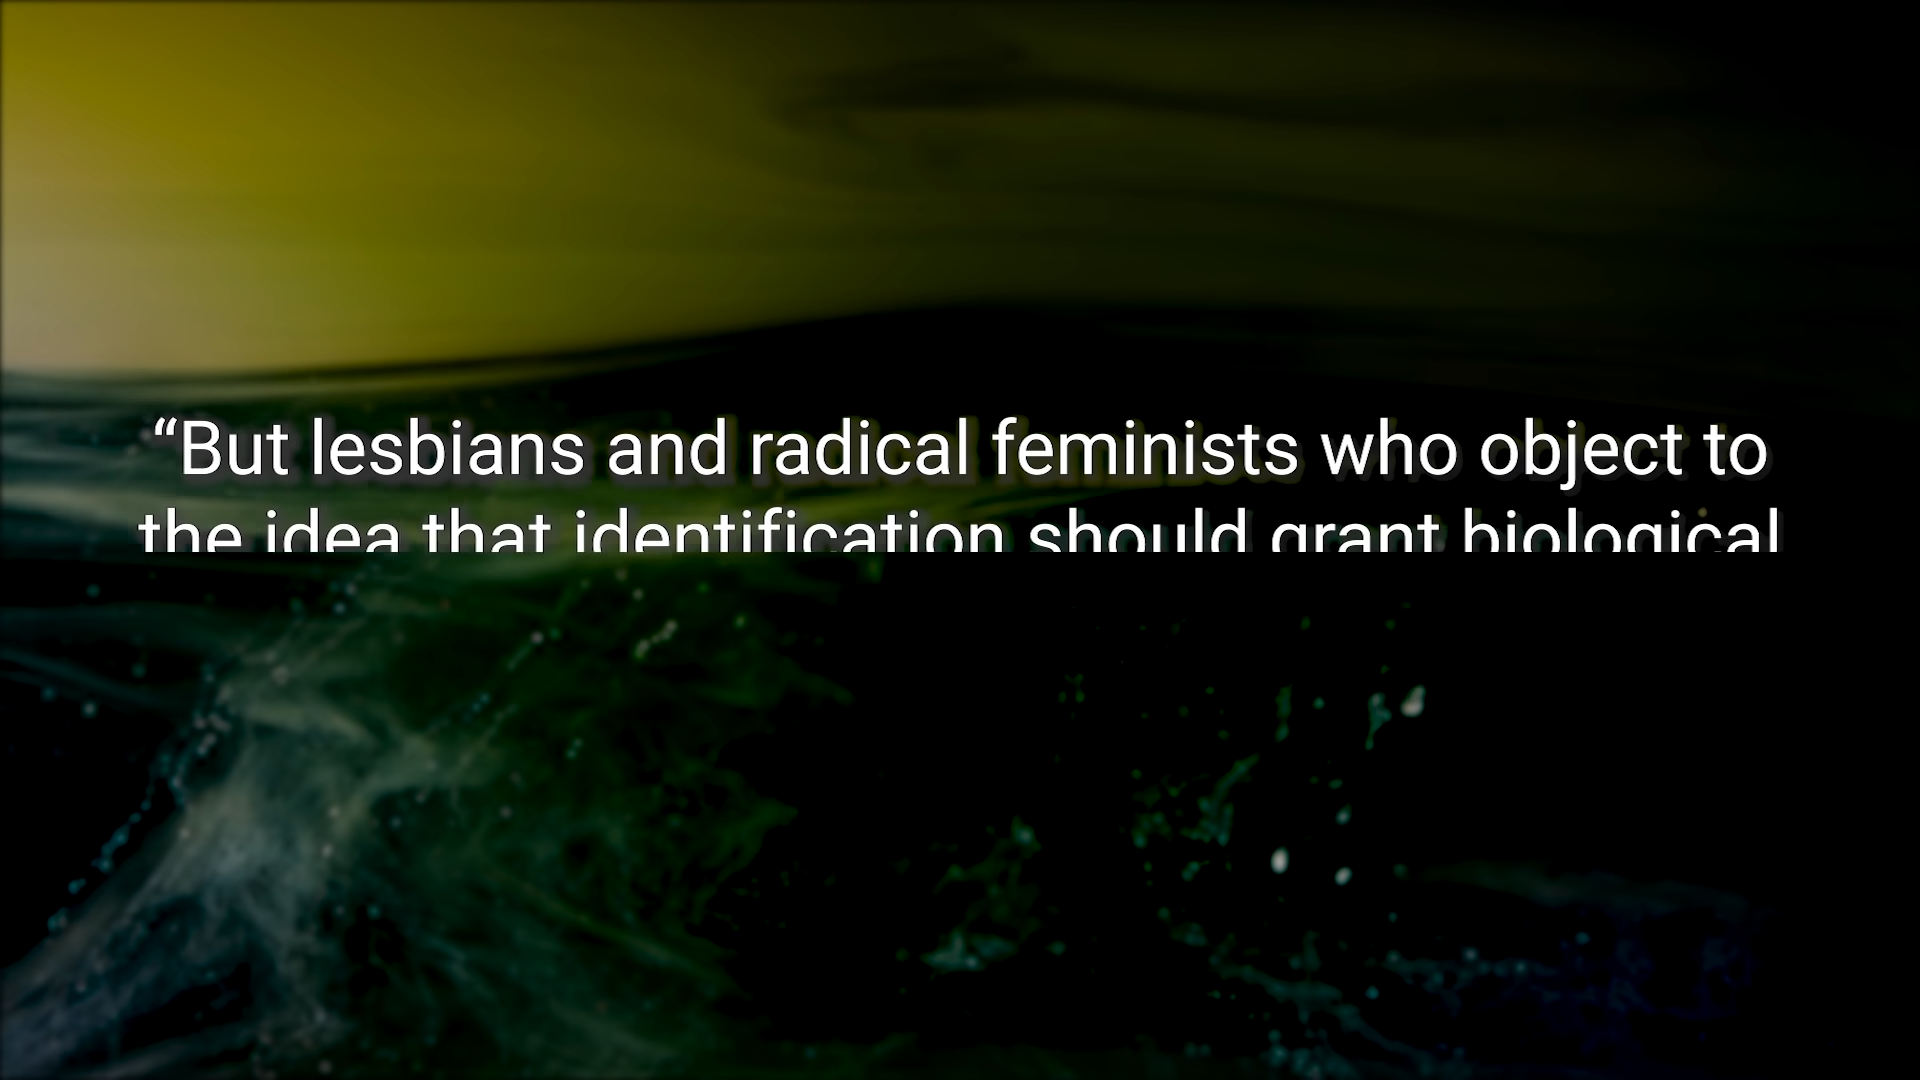 “But lesbians and radical feminists who object to
the idea that identification should grant biological